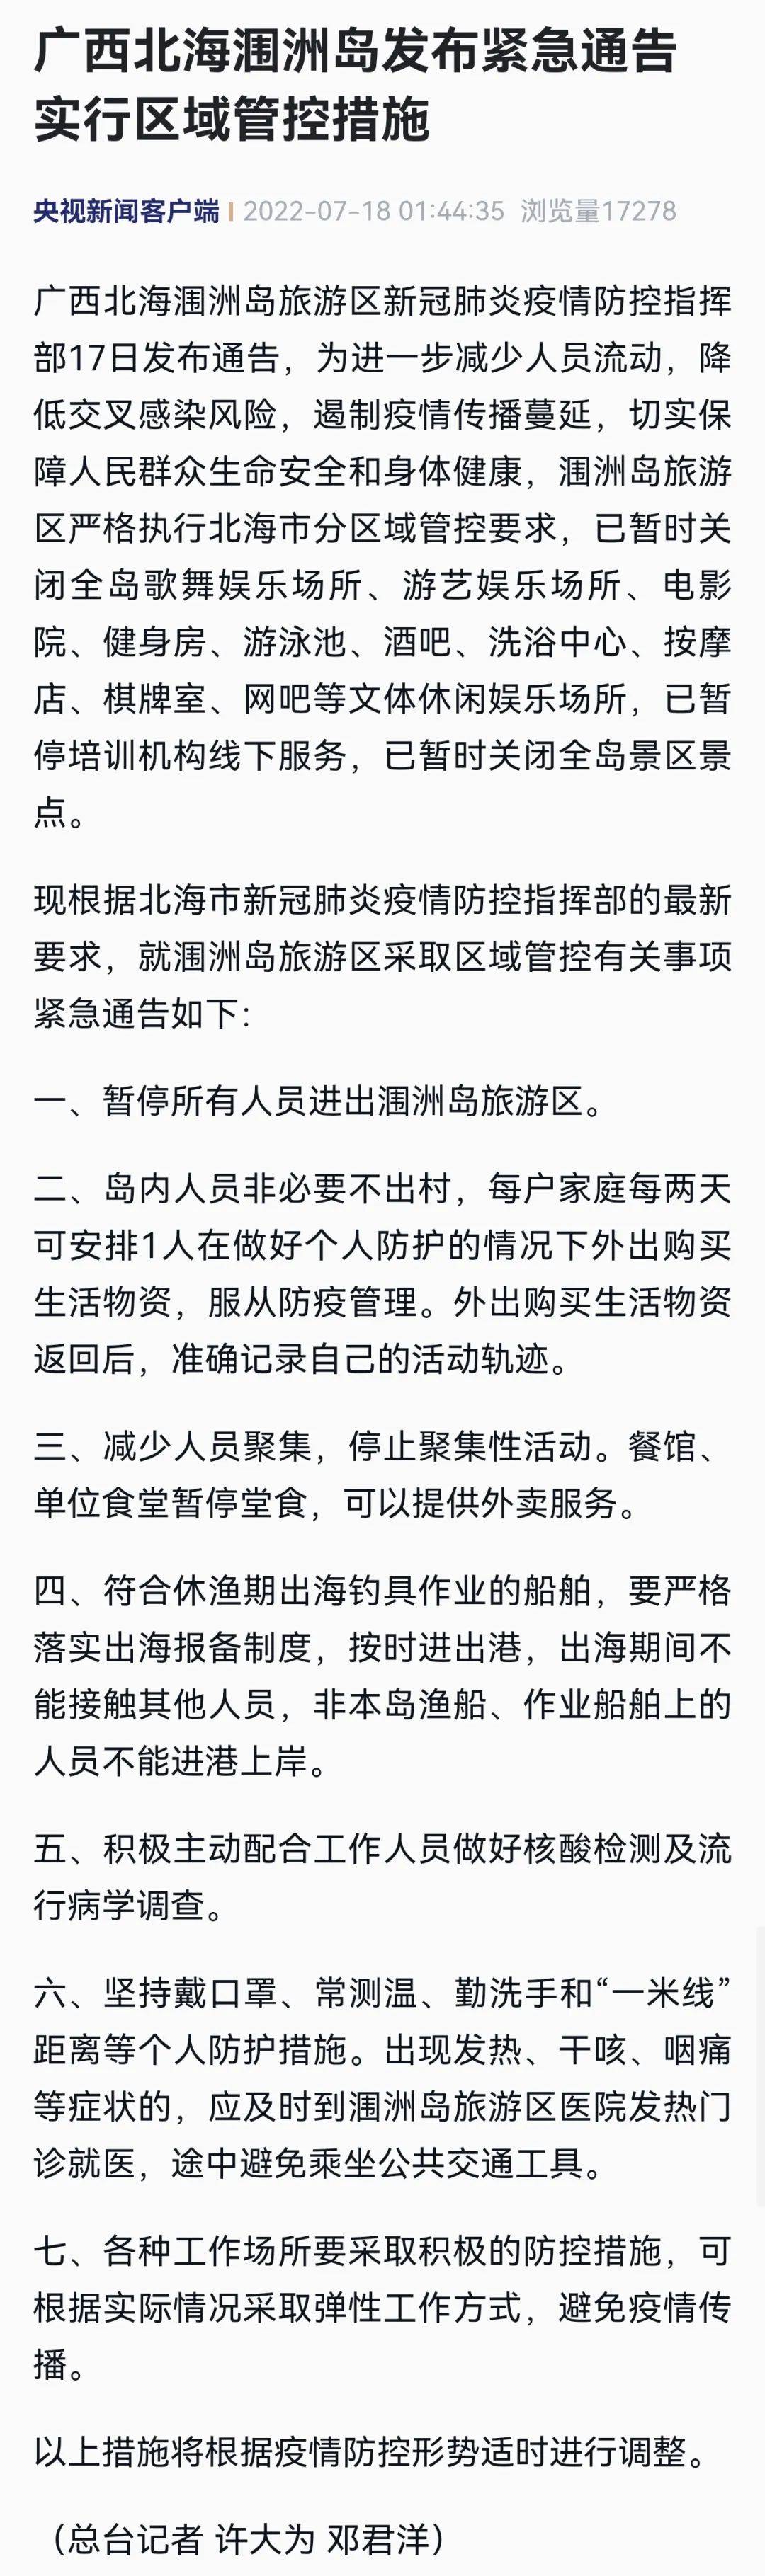 广西北海涠洲岛发布紧急通告
实行区域管控措施
央视新闻客户端 | 2022-07-18 01:44:35 浏览量17278
广西北海涠洲岛旅游区新冠肺炎疫情防控指挥
部17日发布通告，为进一步减少人员流动，降
低交叉感染风险，遏制疫情传播蔓延，切实保
障人民群众生命安全和身体健康，涠洲岛旅游
区严格执行北海市分区域管控要求，已暂时关
闭全岛歌舞娱乐场所、游艺娱乐场所、电影
院、健身房、游泳池、酒吧、洗浴中心、按摩
店、棋牌室、网吧等文体休闲娱乐场所，已暂
停培训机构线下服务，已暂时关闭全岛景区景
点。
现根据北海市新冠肺炎疫情防控指挥部的最新
要求，就涠洲岛旅游区采取区域管控有关事项
紧急通告如下：
一、暂停所有人员进出涠洲岛旅游区。
二、岛内人员非必要不出村，每户家庭每两天
可安排1人在做好个人防护的情况下外出购买
生活物资，服从防疫管理。外出购买生活物资
返回后，准确记录自己的活动轨迹。
三、减少人员聚集，停止聚集性活动。餐馆、
单位食堂暂停堂食，可以提供外卖服务。
四、符合休渔期出海钓具作业的船舶，要严格
落实出海报备制度，按时进出港，出海期间不
能接触其他人员，非本岛渔船、作业船舶上的
人员不能进港上岸。
五、积极主动配合工作人员做好核酸检测及流
行病学调查。
六、坚持戴口罩、常测温、勤洗手和“一米线”
距离等个人防护措施。出现发热、干咳、咽痛
等症状的，应及时到涠洲岛旅游区医院发热门
诊就医，途中避免乘坐公共交通工具。
七、各种工作场所要采取积极的防控措施，可
根据实际情况采取弹性工作方式，避免疫情传
播。
以上措施将根据疫情防控形势适时进行调整。
（总台记者 许大为 邓君洋）